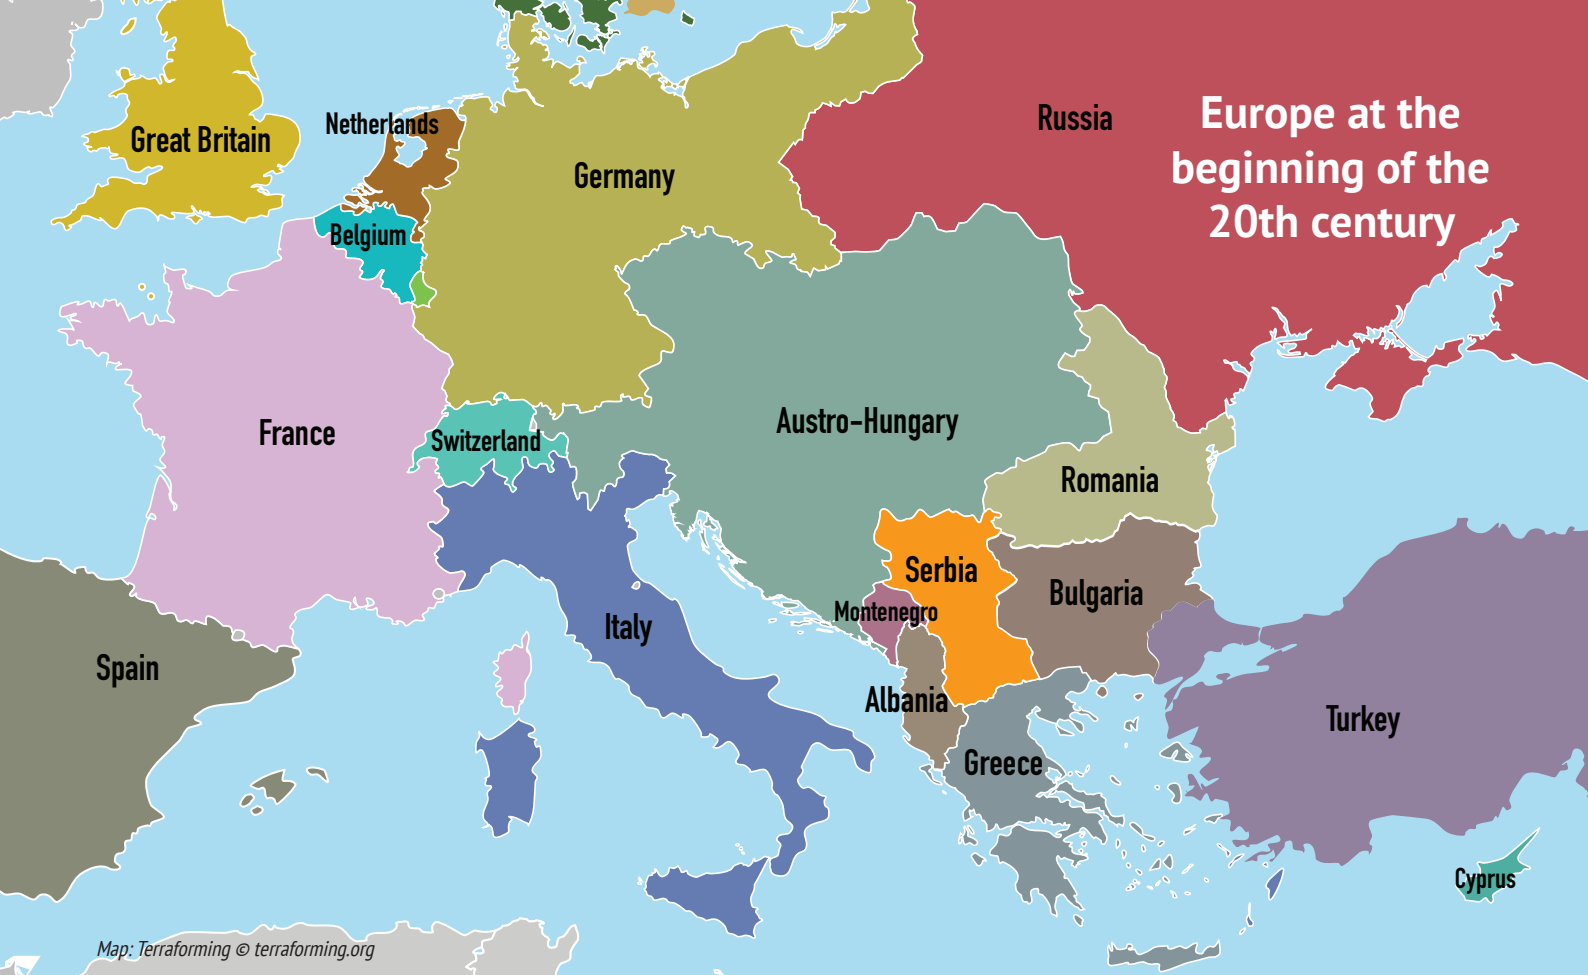 Europe at the
beginning of the
20th century
Great Britain
Netherlands
Belgium
Germany
Russia
France
Switzerland
Austro-Hungary
Romania
Serbia
Bulgaria
Montenegro
Italy
Spain
Albania
Greece
Turkey
Cyprus
Map: Terraforming © terraforming.org